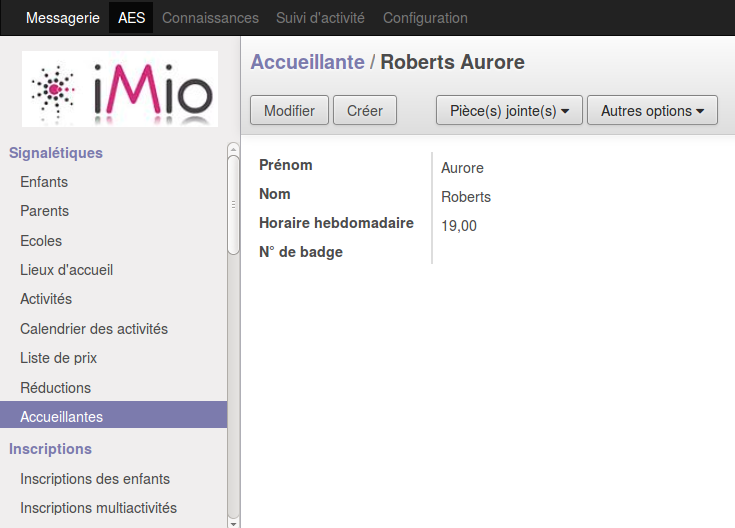 Messagerie AES Connaissances Suivi d'activité Configuration
iMio
Accueillante / Roberts Aurore
Modifier Créer Pièce(s) jointe(s) Autres options
Signalétiques
Enfants
Parents
Ecoles
Lieux d'accueil
Activités
Calendrier des activités
Liste de prix
Réductions
Accueillantes
Inscriptions
Inscriptions des enfants
Inscriptions multiactivités
Prénom Aurore
Nom Roberts
Horaire hebdomadaire 19,00
N° de badge